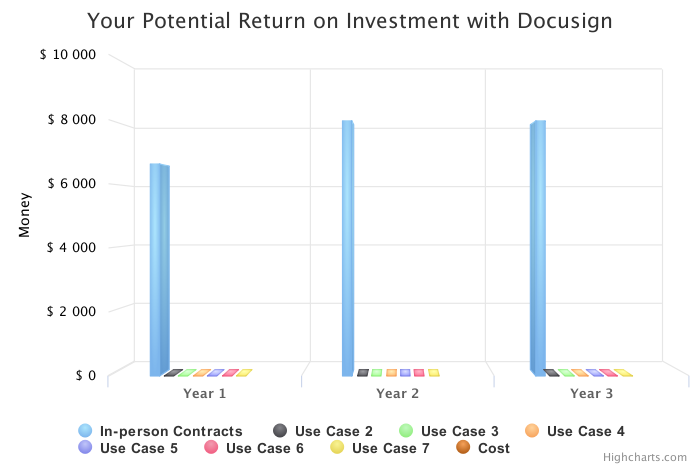 Your Potential Return on Investment with Docusign
$ 10 000
$ 8 000
$ 6 000
$ 4 000
$ 2 000
$ 0
Money
Year 1 Year 2 Year 3
In-person Contracts Use Case 2 Use Case 3 Use Case 4
Use Case 5 Use Case 6 Use Case 7 Cost
Highcharts.com